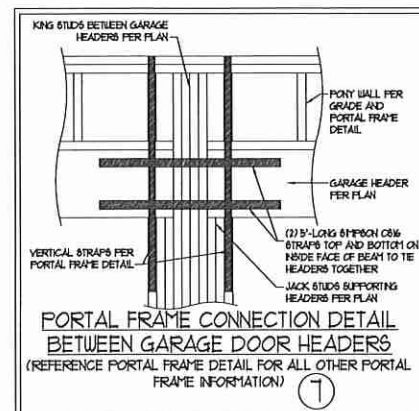 KING STUDS BETWEEN GARAGE
HEADERS PER PLAN
PONY WALL PER
GRADE AND
PORTAL FRAME
DETAIL
GARAGE HEADER
PER PLAN
(2) 5'-LONG SIMPSON CS16
STRAPS TOP AND BOTTOM ON
INSIDE FACE OF BEAM TO TIE
HEADERS TOGETHER
VERTICAL STRAPS PER
PORTAL FRAME DETAIL
JACK STUDS SUPPORTING
HEADERS PER PLAN
PORTAL FRAME CONNECTION DETAIL
BETWEEN GARAGE DOOR HEADERS
(REFERENCE PORTAL FRAME DETAIL FOR ALL OTHER PORTAL
FRAME INFORMATION)
7